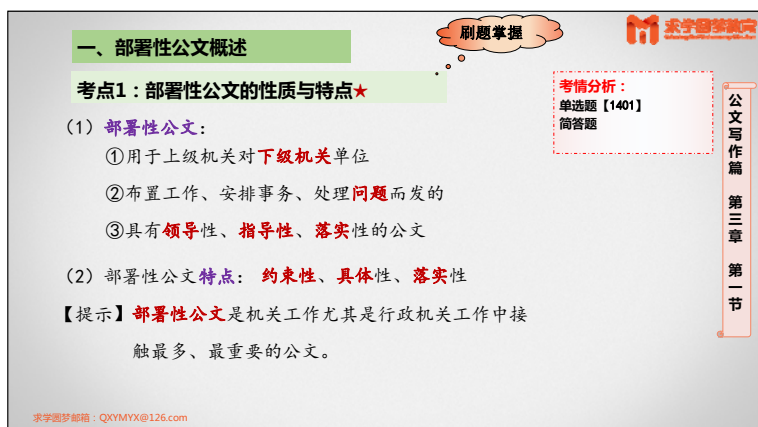 一、部署性公文概述
刷题掌握
求学圆梦教育
考点1：部署性公文的性质与特点★
考情分析：
单选题【1401】
简答题
（1）部署性公文：
①用于上级机关对下级机关单位
②布置工作、安排事务、处理问题而发的
③具有领导性、指导性、落实性的公文
（2）部署性公文特点： 约束性、具体性、落实性
【提示】部署性公文是机关工作尤其是行政机关工作中接
触最多、最重要的公文。
公文写作篇 第三章 第一节
求学圆梦邮箱：QXYMYX@126.com